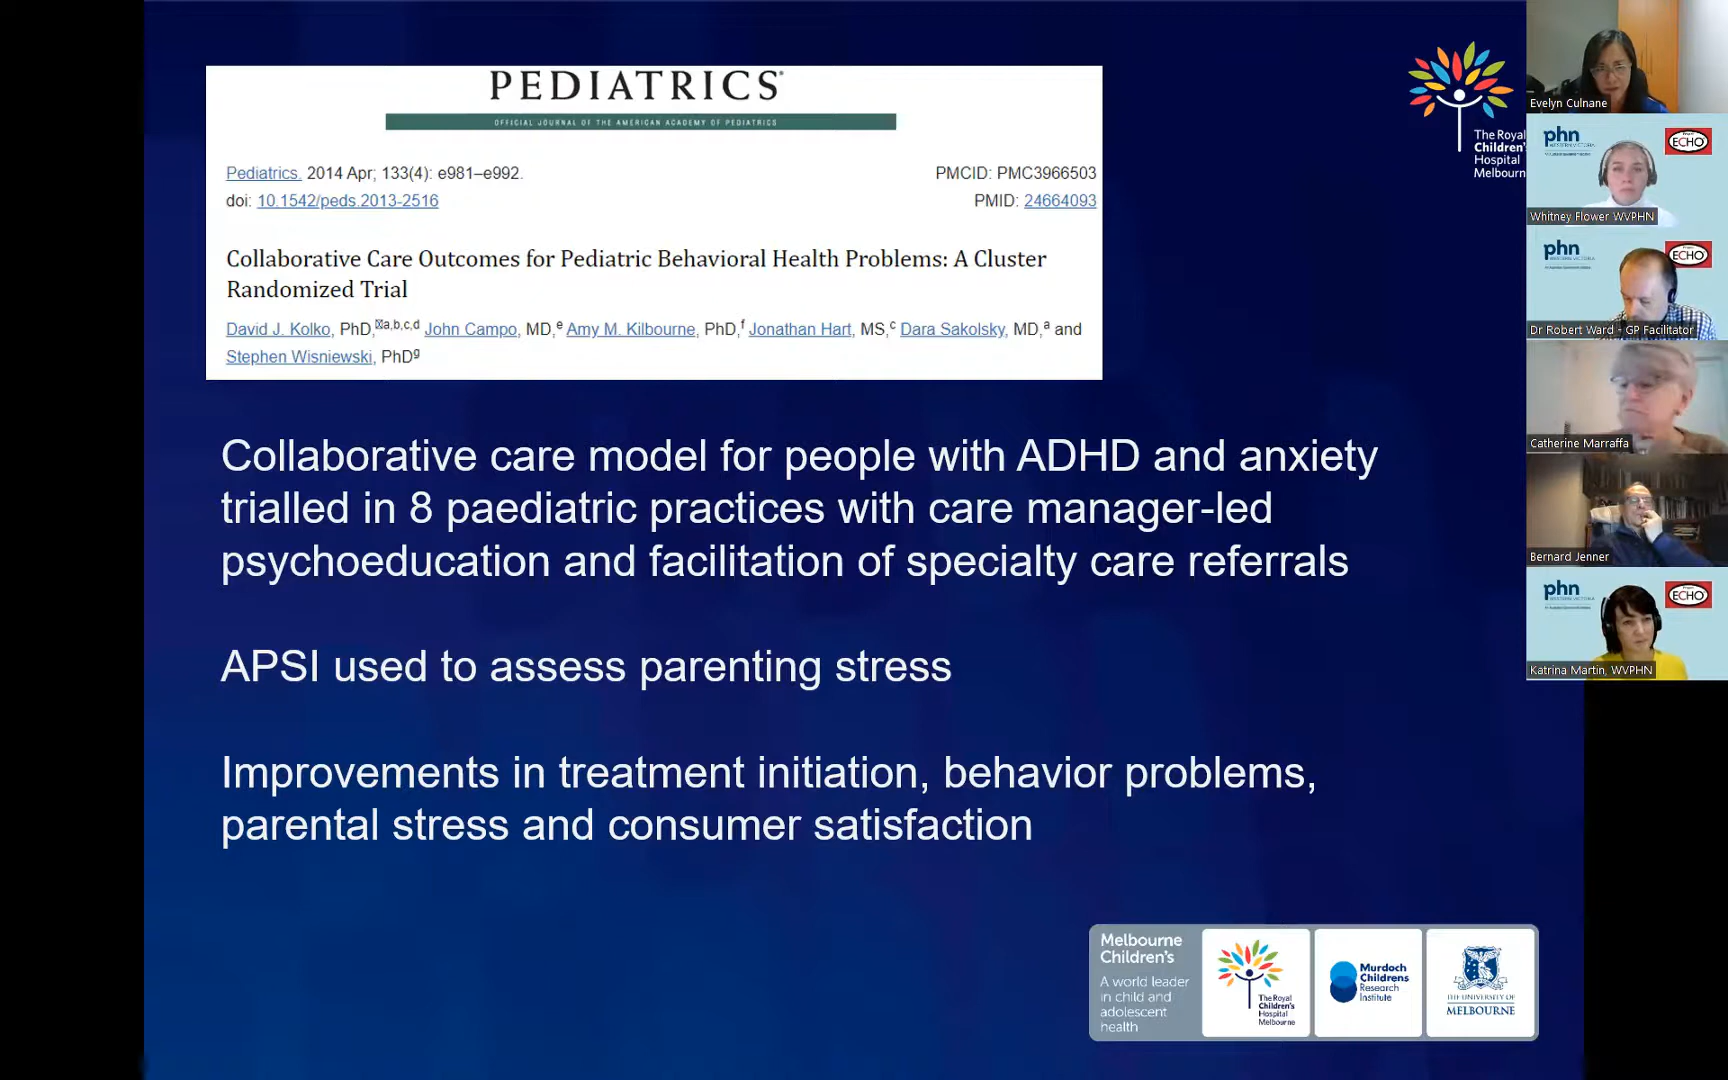 PEDIATRICS®
OFFICIAL JOURNAL OF THE AMERICAN ACADEMY OF PEDIATRICS
Pediatrics. 2014 Apr; 133(4): e981–e992.
doi: 10.1542/peds.2013-2516
PMCID: PMC3966503
PMID: 24664093
Collaborative Care Outcomes for Pediatric Behavioral Health Problems: A Cluster
Randomized Trial
David J. Kolko, PhD,a,b,c,d John Campo, MD,e Amy M. Kilbourne, PhD,f Jonathan Hart, MS,c Dara Sakolsky, MD,a and
Stephen Wisniewski, PhDg
Collaborative care model for people with ADHD and anxiety
trialled in 8 paediatric practices with care manager-led
psychoeducation and facilitation of specialty care referrals
APSI used to assess parenting stress
Improvements in treatment initiation, behavior problems,
parental stress and consumer satisfaction
The Royal
Children's
Hospital
Melbourn
Evelyn Culnane
phn
ECHO
Whitney Flower WVPHN
phn
ECHO
Dr Robert Ward - GP Facilitator
Catherine Marraffa
Bernard Jenner
phn
ECHO
Katrina Martin, WVPHN
Melbourne
Children's
A world leader
in child and
adolescent
health
The Royal
Children's
Hospital
Melbourne
Murdoch
Childrens
Research
Institute
THE UNIVERSITY OF
MELBOURNE